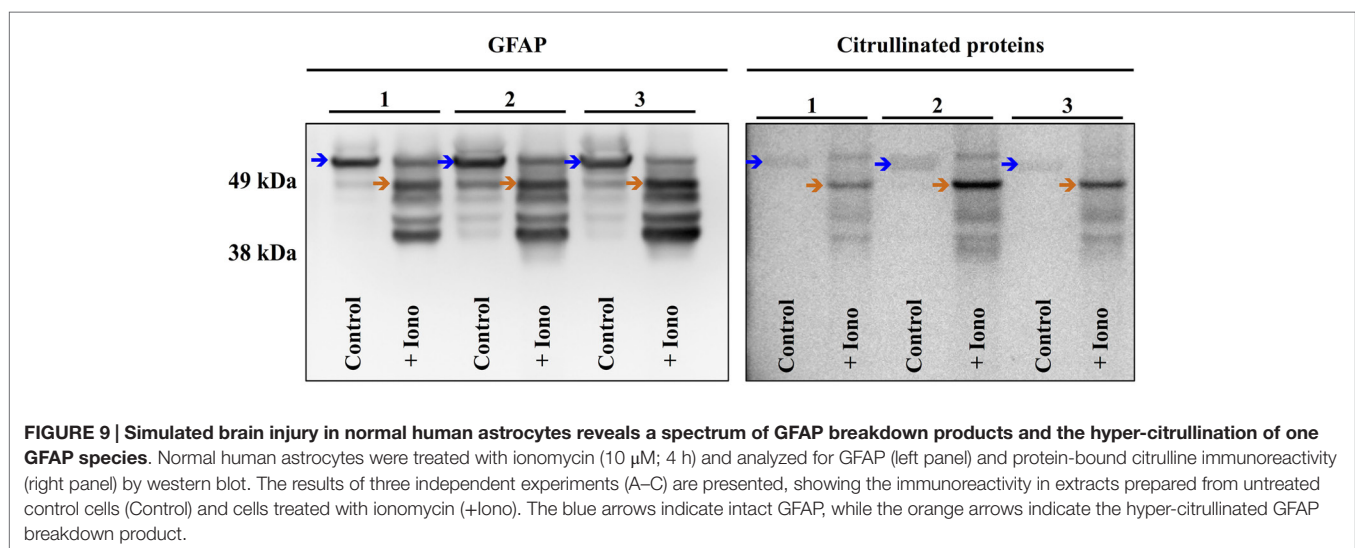 GFAP
Citrullinated proteins
1 2 3
1 2 3
49 kDa
38 kDa
Control + Iono Control + Iono Control + Iono
Control + Iono Control + Iono Control + Iono
FIGURE 9 | Simulated brain injury in normal human astrocytes reveals a spectrum of GFAP breakdown products and the hyper-citrullination of one
GFAP species. Normal human astrocytes were treated with ionomycin (10 μM; 4 h) and analyzed for GFAP (left panel) and protein-bound citrulline immunoreactivity
(right panel) by western blot. The results of three independent experiments (A–C) are presented, showing the immunoreactivity in extracts prepared from untreated
control cells (Control) and cells treated with ionomycin (+Iono). The blue arrows indicate intact GFAP, while the orange arrows indicate the hyper-citrullinated GFAP
breakdown product.